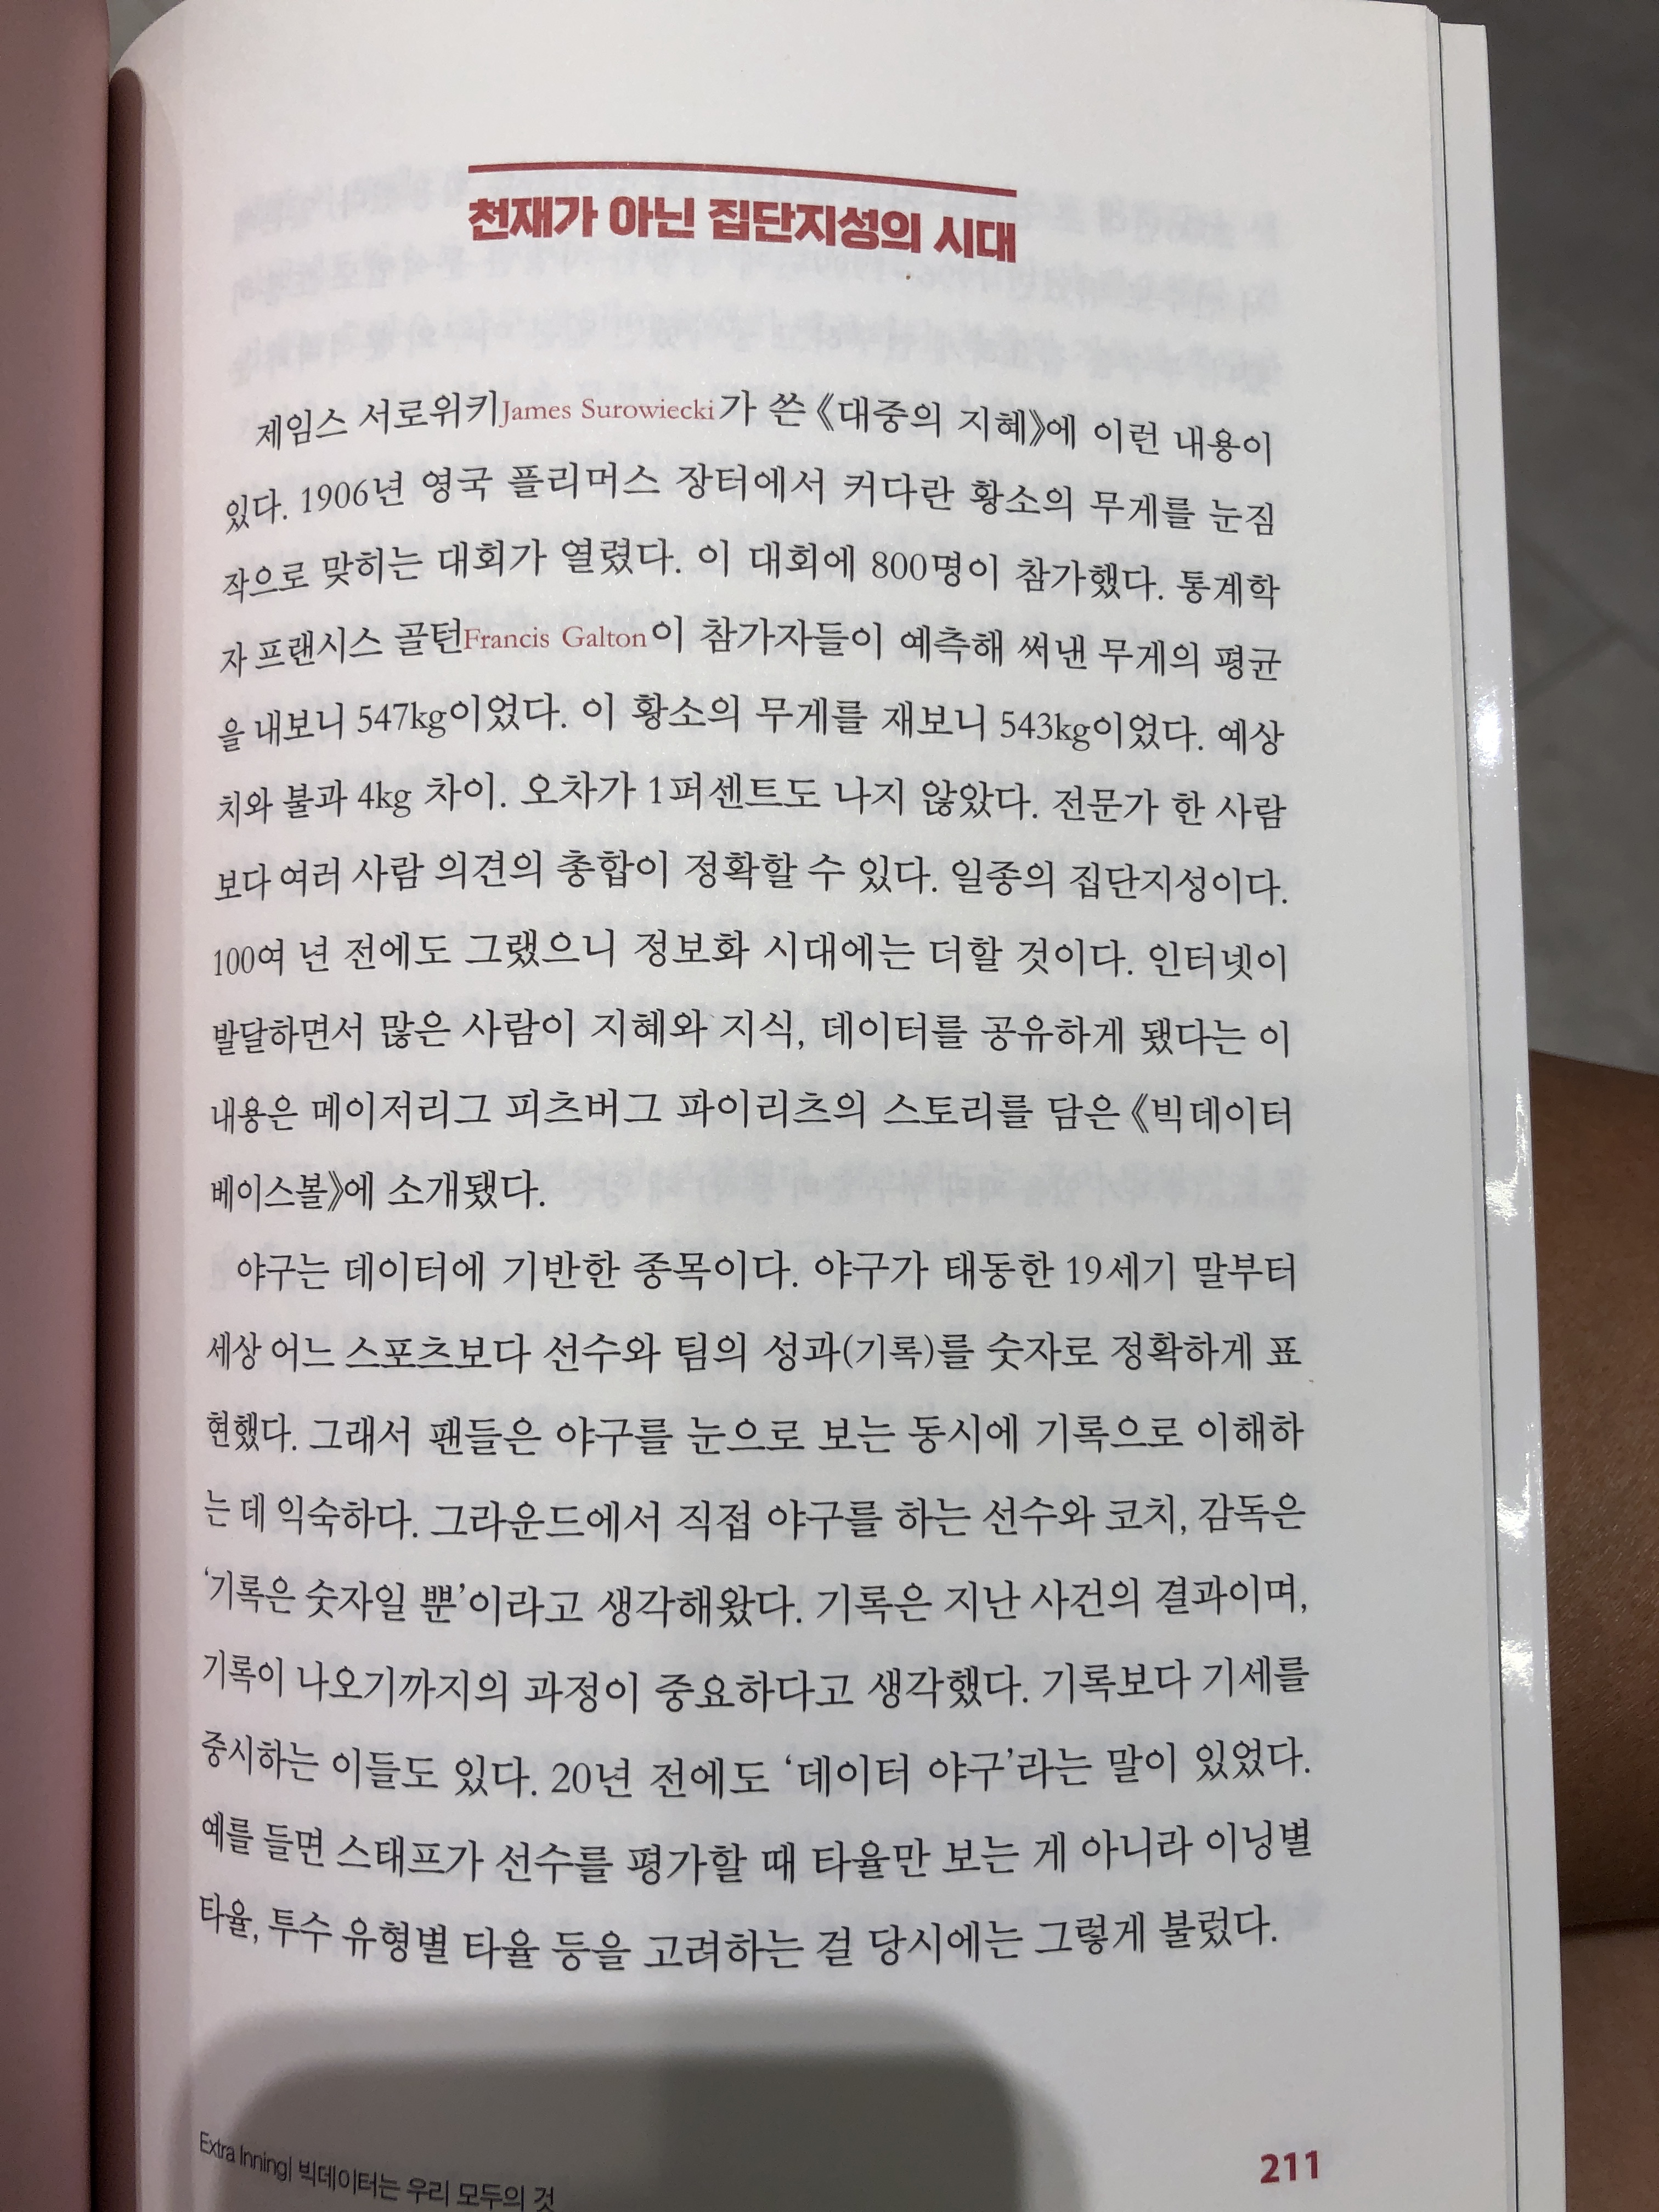 천재가 아닌 집단지성의 시대
제임스 서로위키James Surowiecki가 쓴 《대중의 지혜》에 이런 내용이
있다. 1906년 영국 플리머스 장터에서 커다란 황소의 무게를 눈짐
작으로 맞히는 대회가 열렸다. 이 대회에 800명이 참가했다. 통계학
자 프랜시스 골턴Francis Galton이 참가자들이 예측해 써낸 무게의 평균
을 내보니 547kg이었다. 이 황소의 무게를 재보니 543kg이었다. 예상
치와 불과 4kg 차이. 오차가 1퍼센트도 나지 않았다. 전문가 한 사람
보다 여러 사람 의견의 총합이 정확할 수 있다. 일종의 집단지성이다.
100여 년 전에도 그랬으니 정보화 시대에는 더할 것이다. 인터넷이
발달하면서 많은 사람이 지혜와 지식, 데이터를 공유하게 됐다는 이
내용은 메이저리그 피츠버그 파이리츠의 스토리를 담은 《빅데이터
베이스볼》에 소개됐다.
야구는 데이터에 기반한 종목이다. 야구가 태동한 19세기 말부터
세상 어느 스포츠보다 선수와 팀의 성과(기록)를 숫자로 정확하게 표
현했다. 그래서 팬들은 야구를 눈으로 보는 동시에 기록으로 이해하
는 데 익숙하다. 그라운드에서 직접 야구를 하는 선수와 코치, 감독은
‘기록은 숫자일 뿐’이라고 생각해왔다. 기록은 지난 사건의 결과이며,
기록이 나오기까지의 과정이 중요하다고 생각했다. 기록보다 기세를
중시하는 이들도 있다. 20년 전에도 ‘데이터 야구’라는 말이 있었다.
예를 들면 스태프가 선수를 평가할 때 타율만 보는 게 아니라 이닝별
타율, 투수 유형별 타율 등을 고려하는 걸 당시에는 그렇게 불렀다.
Extra Inning| 빅데이터는 우리 모두의 것
211